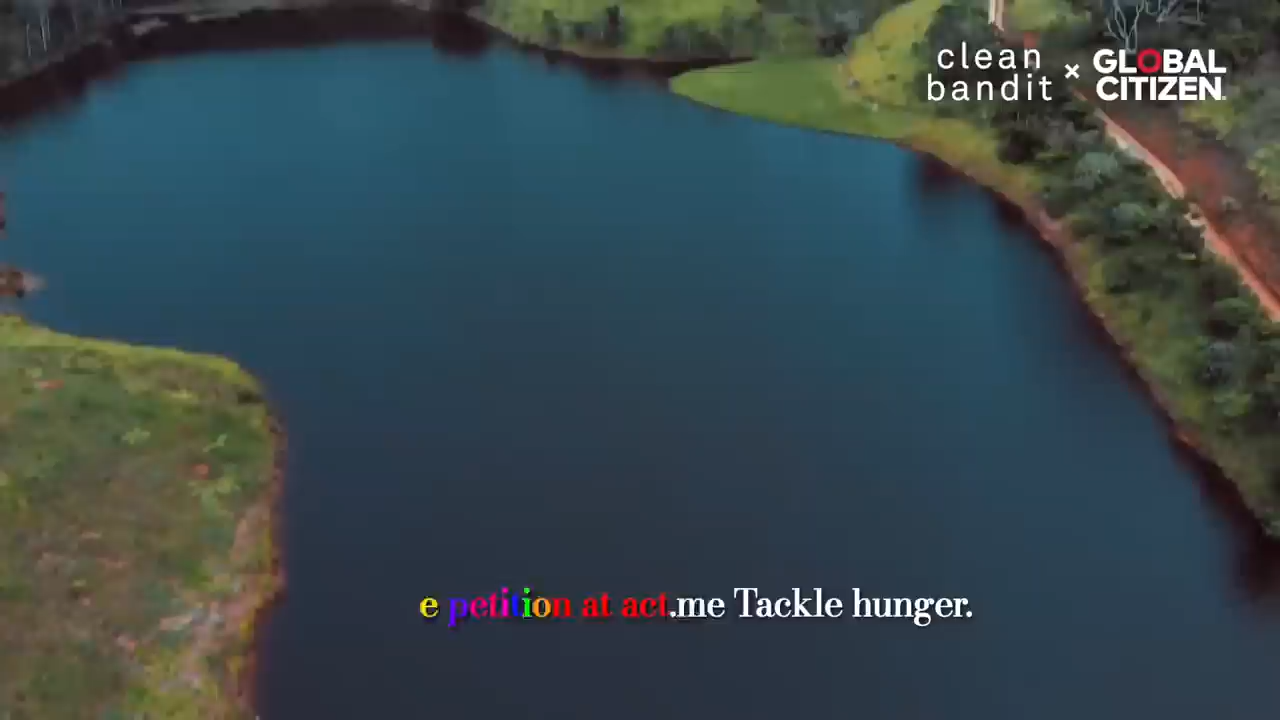 clean
bandit
×
GLOBAL
CITIZEN.
e petition at act.me Tackle hunger.